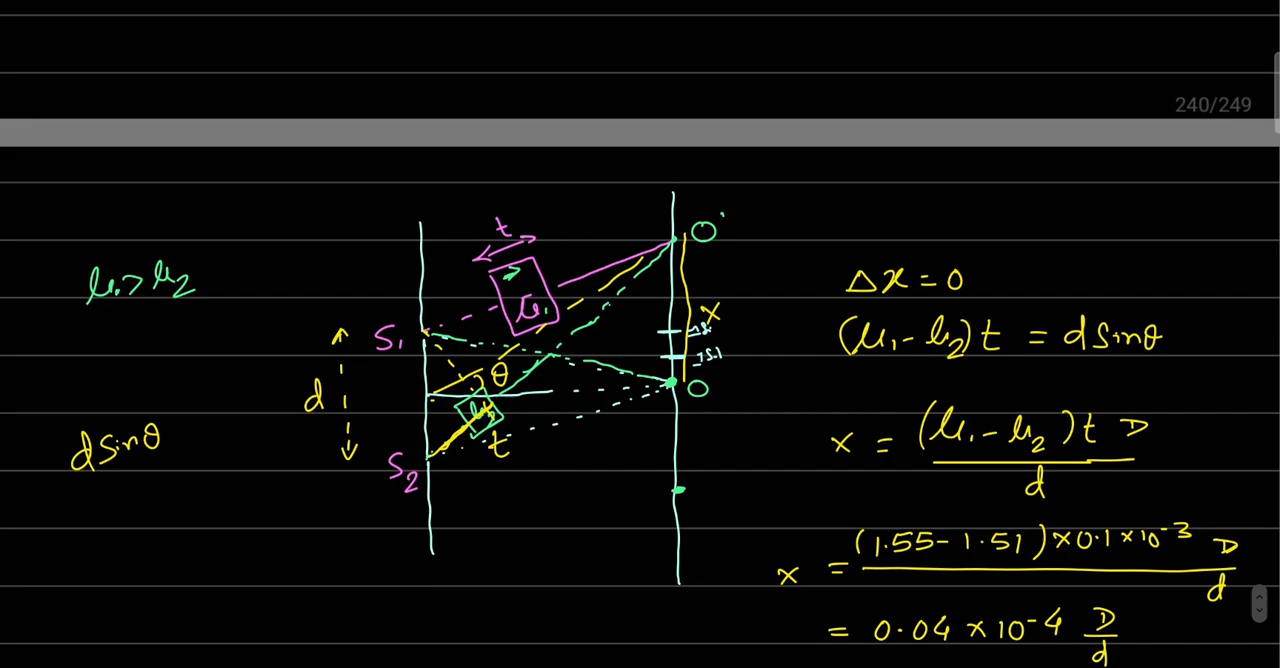 240/249
t
O'
μ₁ > μ₂
μ₁
Δx = 0
x
S₁
(μ₁ - μ₂)t = d sinθ
θ
O
d
μ₂
x = (μ₁ - μ₂)t D / d
d sinθ
t
S₂
x = (1.55 - 1.51) × 0.1 × 10⁻³ D / d
= 0.04 × 10⁻⁴ D / d